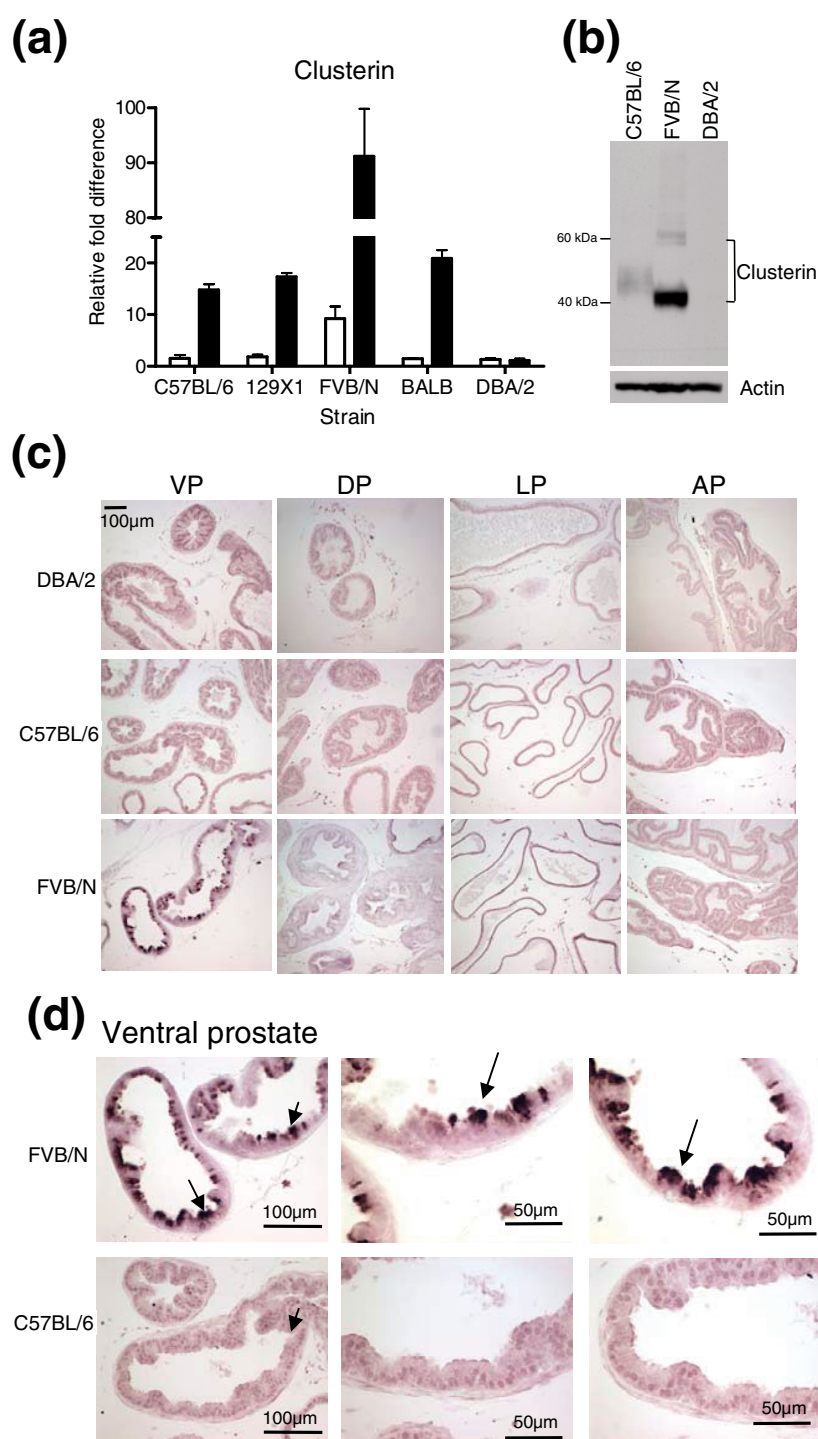 (a)
Clusterin
Relative fold difference
100
90
80
20
10
0
C57BL/6 129X1 FVB/N BALB DBA/2
Strain
(b)
C57BL/6
FVB/N
DBA/2
60 kDa
40 kDa
Clusterin
Actin
(c)
VP DP LP AP
100µm
DBA/2
C57BL/6
FVB/N
(d) Ventral prostate
FVB/N
100µm 50µm 50µm
C57BL/6
100µm 50µm 50µm